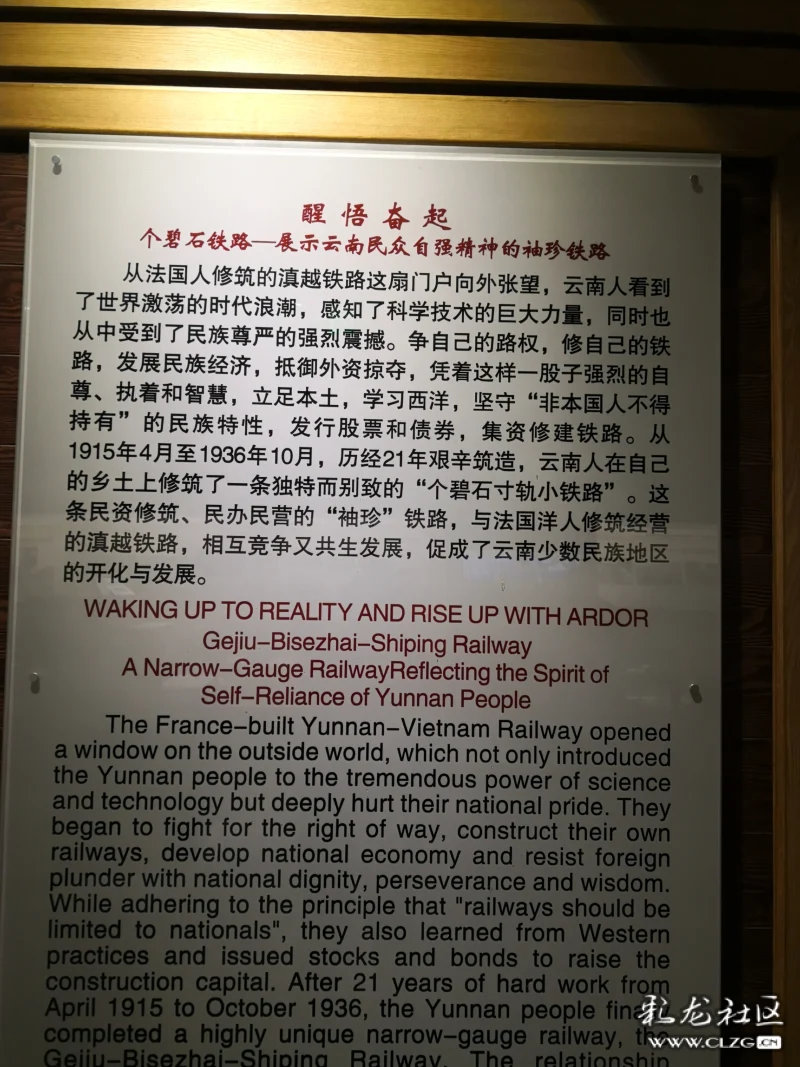 醒悟奋起
个碧石铁路—展示云南民众自强精神的袖珍铁路
从法国人修筑的滇越铁路这扇门户向外张望，云南人看到
了世界激荡的时代浪潮，感知了科学技术的巨大力量，同时也
从中受到了民族尊严的强烈震撼。争自己的路权，修自己的铁
路，发展民族经济，抵御外资掠夺，凭着这样一股子强烈的自
尊、执着和智慧，立足本土，学习西洋，坚守“非本国人不得
持有”的民族特性，发行股票和债券，集资修建铁路。从
1915年4月至1936年10月，历经21年艰辛筑造，云南人在自己
的乡土上修筑了一条独特而别致的“个碧石寸轨小铁路”。这
条民资修筑、民办民营的“袖珍”铁路，与法国洋人修筑经营
的滇越铁路，相互竞争又共生发展，促成了云南少数民族地区
的开化与发展。
WAKING UP TO REALITY AND RISE UP WITH ARDOR
Gejiu-Bisezhai-Shiping Railway
A Narrow-Gauge RailwayReflecting the Spirit of
Self-Reliance of Yunnan People
The France-built Yunnan-Vietnam Railway opened
a window on the outside world, which not only introduced
the Yunnan people to the tremendous power of science
and technology but deeply hurt their national pride. They
began to fight for the right of way, construct their own
railways, develop national economy and resist foreign
plunder with national dignity, perseverance and wisdom.
While adhering to the principle that "railways should be
limited to nationals", they also learned from Western
practices and issued stocks and bonds to raise the
construction capital. After 21 years of hard work from
April 1915 to October 1936, the Yunnan people
completed a highly unique narrow-gauge railway,
Gejiu-Bisezhai-Shiping Railway. The relationship
彩龙社区
WWW.CLZG.CN